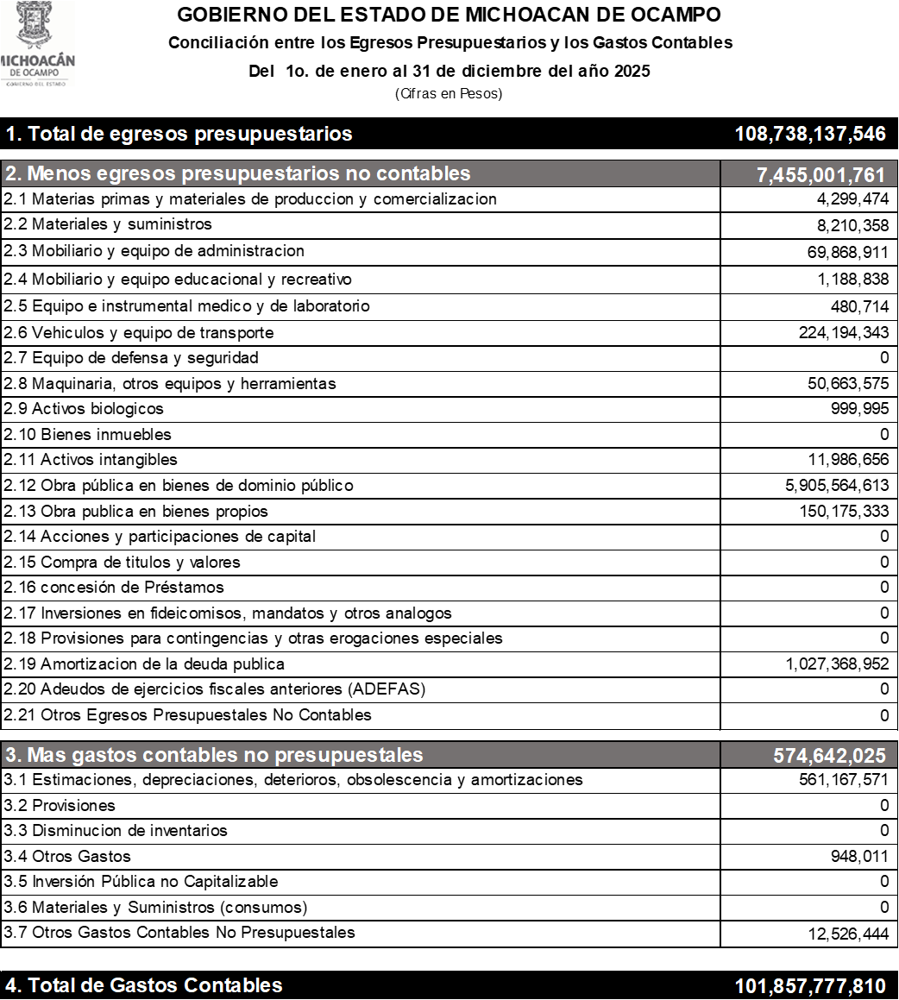 MICHOACÁN
DE OCAMPO
GOBIERNO DEL ESTADO
GOBIERNO DEL ESTADO DE MICHOACAN DE OCAMPO
Conciliación entre los Egresos Presupuestarios y los Gastos Contables
Del 1o. de enero al 31 de diciembre del año 2025
(Cifras en Pesos)
1. Total de egresos presupuestarios 108,738,137,546
2. Menos egresos presupuestarios no contables 7,455,001,761
2.1 Materias primas y materiales de produccion y comercializacion 4,299,474
2.2 Materiales y suministros 8,210,358
2.3 Mobiliario y equipo de administracion 69,868,911
2.4 Mobiliario y equipo educacional y recreativo 1,188,838
2.5 Equipo e instrumental medico y de laboratorio 480,714
2.6 Vehiculos y equipo de transporte 224,194,343
2.7 Equipo de defensa y seguridad 0
2.8 Maquinaria, otros equipos y herramientas 50,663,575
2.9 Activos biologicos 999,995
2.10 Bienes inmuebles 0
2.11 Activos intangibles 11,986,656
2.12 Obra pública en bienes de dominio público 5,905,564,613
2.13 Obra publica en bienes propios 150,175,333
2.14 Acciones y participaciones de capital 0
2.15 Compra de titulos y valores 0
2.16 concesión de Préstamos 0
2.17 Inversiones en fideicomisos, mandatos y otros analogos 0
2.18 Provisiones para contingencias y otras erogaciones especiales 0
2.19 Amortizacion de la deuda publica 1,027,368,952
2.20 Adeudos de ejercicios fiscales anteriores (ADEFAS) 0
2.21 Otros Egresos Presupuestales No Contables 0
3. Mas gastos contables no presupuestales 574,642,025
3.1 Estimaciones, depreciaciones, deterioros, obsolescencia y amortizaciones 561,167,571
3.2 Provisiones 0
3.3 Disminucion de inventarios 0
3.4 Otros Gastos 948,011
3.5 Inversión Pública no Capitalizable 0
3.6 Materiales y Suministros (consumos) 0
3.7 Otros Gastos Contables No Presupuestales 12,526,444
4. Total de Gastos Contables 101,857,777,810